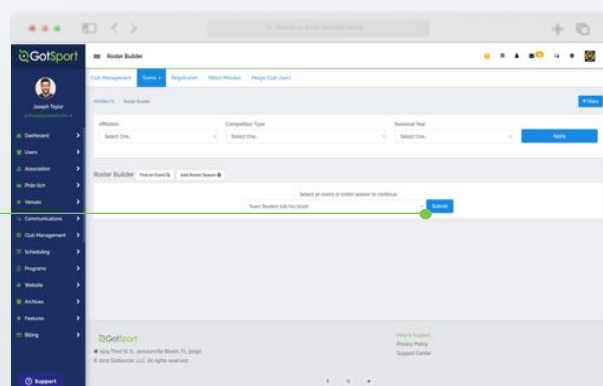 GotSport
Roster Builder
Joseph Taylor
Club Management Teams Registration Match Minutes Merge Club Users
Roster Builder
Filters
Affiliation
Competition Type
Seasonal Year
Select One..
Select One..
Select One..
Apply
Dashboard
Users
Association
Phân tích
Venues
Communications
Club Management
Scheduling
Programs
Website
Archives
Features
Billing
Support
Roster Builder Find an Event Add Roster Season
Select an event or roster season to continue
Submit
GotSport
Help & Support
Privacy Policy
Support Center